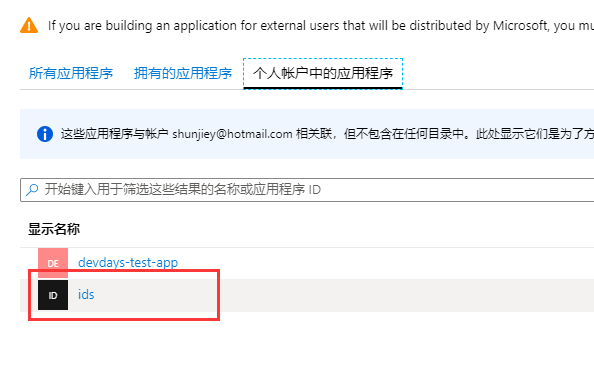 If you are building an application for external users that will be distributed by Microsoft, you mu
所有应用程序 拥有的应用程序 个人帐户中的应用程序
这些应用程序与帐户 shunjiey@hotmail.com 相关联，但不包含在任何目录中。此处显示它们是为了方
开始键入用于筛选这些结果的名称或应用程序 ID
显示名称
DE devdays-test-app
ID ids